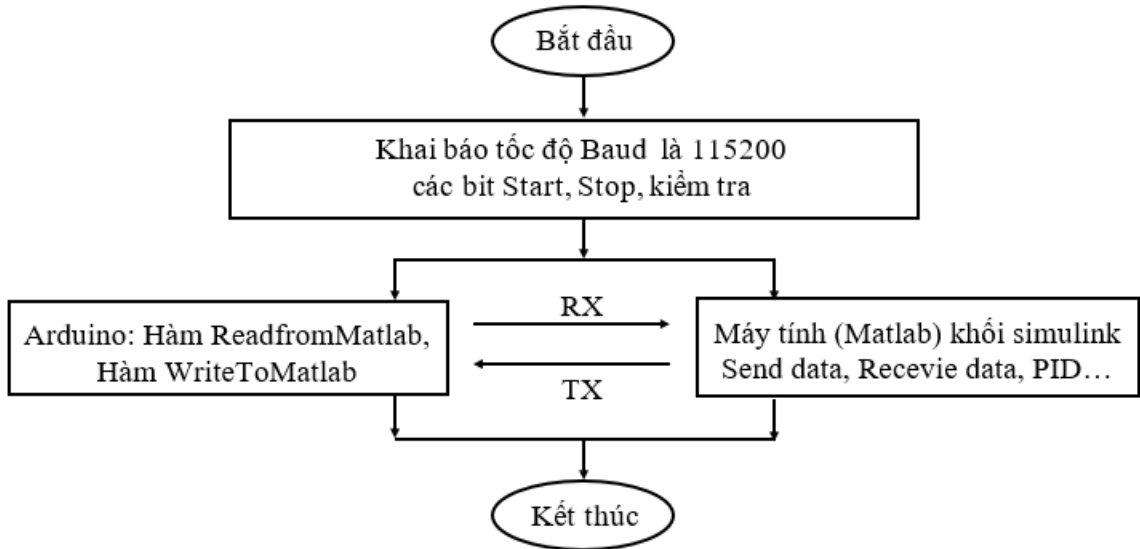 Bắt đầu
Khai báo tốc độ Baud là 115200
các bit Start, Stop, kiểm tra
Arduino: Hàm ReadfromMatlab,
Hàm WriteToMatlab
RX
TX
Máy tính (Matlab) khối simulink
Send data, Recevie data, PID…
Kết thúc